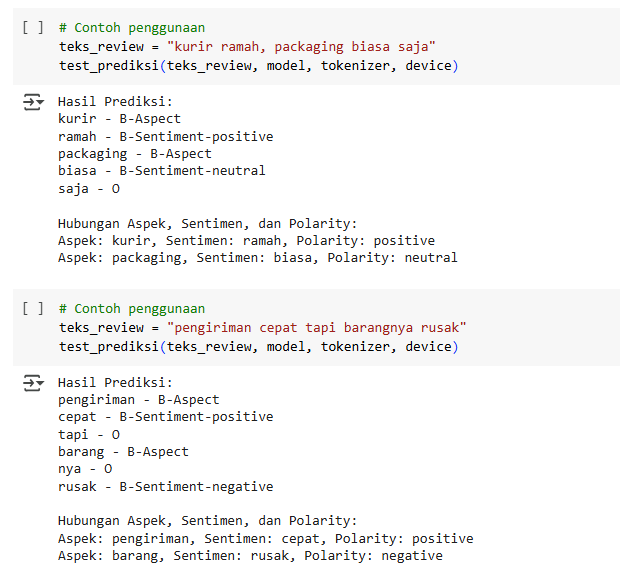 [ ] # Contoh penggunaan
teks_review = "kurir ramah, packaging biasa saja"
test_prediksi(teks_review, model, tokenizer, device)
Hasil Prediksi:
kurir - B-Aspect
ramah - B-Sentiment-positive
packaging - B-Aspect
biasa - B-Sentiment-neutral
saja - O
Hubungan Aspek, Sentimen, dan Polarity:
Aspek: kurir, Sentimen: ramah, Polarity: positive
Aspek: packaging, Sentimen: biasa, Polarity: neutral
[ ] # Contoh penggunaan
teks_review = "pengiriman cepat tapi barangnya rusak"
test_prediksi(teks_review, model, tokenizer, device)
Hasil Prediksi:
pengiriman - B-Aspect
cepat - B-Sentiment-positive
tapi - O
barang - B-Aspect
nya - O
rusak - B-Sentiment-negative
Hubungan Aspek, Sentimen, dan Polarity:
Aspek: pengiriman, Sentimen: cepat, Polarity: positive
Aspek: barang, Sentimen: rusak, Polarity: negative